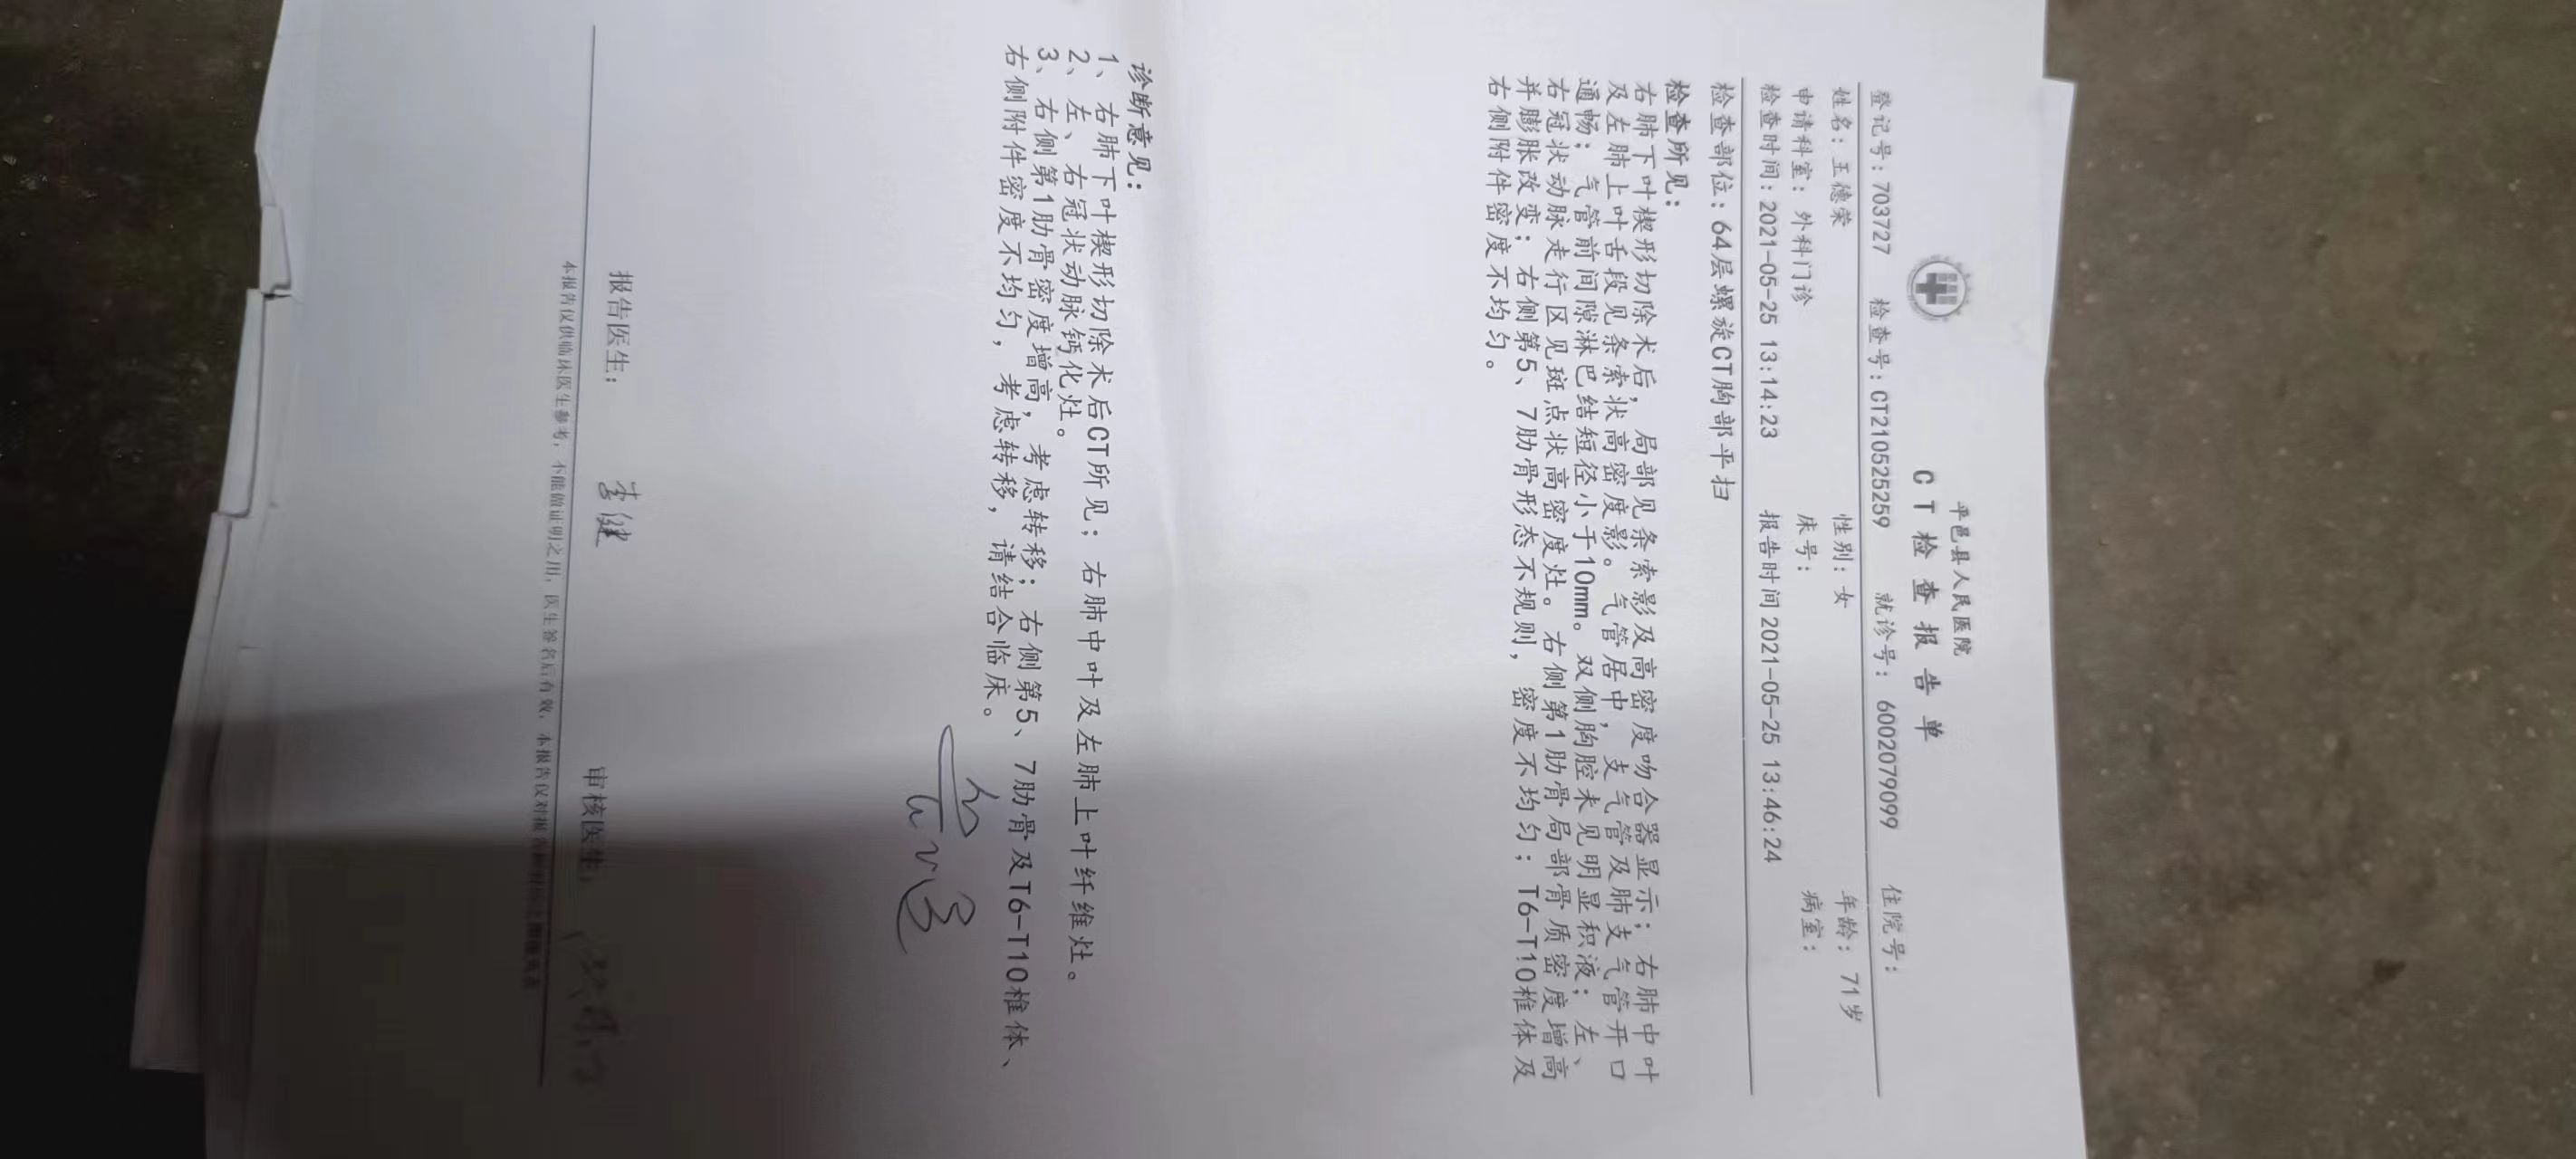 平邑县人民医院
CT检查报告单
登记号：703727 检查号：CT210525259 就诊号：6002079099 住院号：
姓名：王德荣 性别：女 年龄：71岁
申请科室：外科门诊 床号： 病室：
检查时间：2021-05-25 13:14:23 报告时间2021-05-25 13:46:24
检查部位：64层螺旋CT胸部平扫
检查所见：
右肺下叶楔形切除术后，局部见条索影及高密度吻合器显示；右肺中叶
及左肺上叶舌段见条索状高密度影。气管居中，支气管及肺支气管开口
通畅；气管前间隙淋巴结短径小于10mm。双侧胸腔未见明显积液；左、
右冠状动脉走行区见斑点状高密度灶。右侧第1肋骨局部骨质密度增高
并膨胀改变；右侧第5、7肋骨形态不规则，密度不均匀；T6-T10椎体及
右侧附件密度不均匀。
诊断意见：
1、右肺下叶楔形切除术后CT所见；右肺中叶及左肺上叶纤维灶。
2、左、右冠状动脉钙化灶。
3、右侧第1肋骨密度增高，考虑转移；右侧第5、7肋骨及T6-T10椎体、
右侧附件密度不均匀，考虑转移，请结合临床。
报告医生： 李健 审核医生：
本报告仅供临床医生参考，不能做证明之用，医生签名后有效，本报告仅对